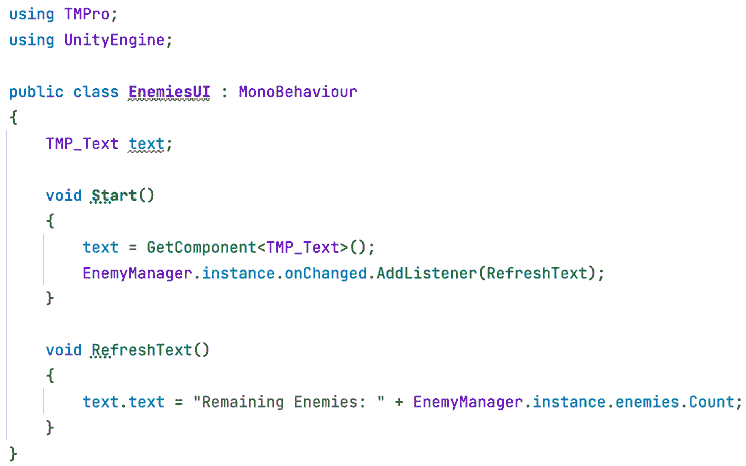 using TMPro;
using UnityEngine;
public class EnemiesUI : MonoBehaviour
{
    TMP_Text text;
    void Start()
    {
        text = GetComponent<TMP_Text>();
        EnemyManager.instance.onChanged.AddListener(RefreshText);
    }
    void RefreshText()
    {
        text.text = "Remaining Enemies: " + EnemyManager.instance.enemies.Count;
    }
}